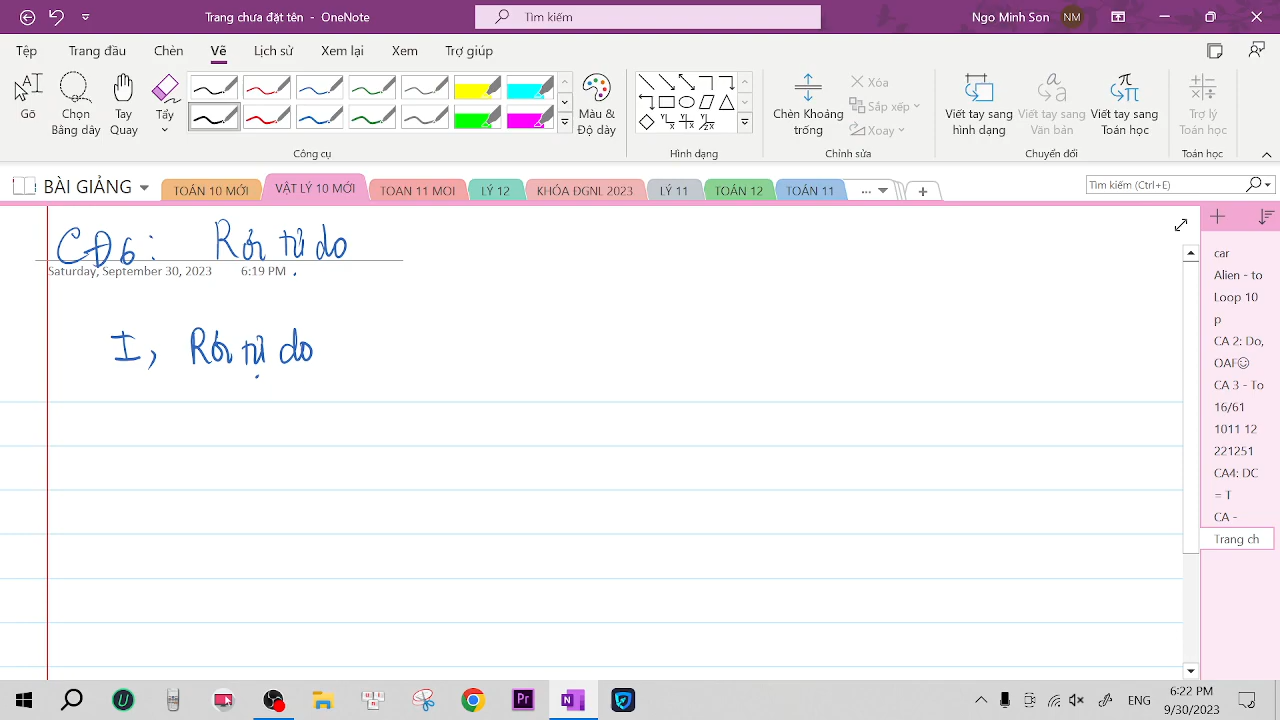 Trang chưa đặt tên - OneNote
Tìm kiếm
Ngo Minh Son NM
Tệp Trang đầu Chèn Vẽ Lịch sử Xem lại Xem Trợ giúp
Gõ
Chọn Bằng dây
Tay Quay
Tẩy
Màu & Độ dày
Chèn Khoảng trống
Xóa
Sắp xếp
Xoay
Viết tay sang hình dạng
Viết tay sang Văn bản
Viết tay sang Toán học
Trợ lý Toán học
Công cụ
Hình dạng
Chỉnh sửa
Chuyển đổi
Toán học
BÀI GIẢNG
TOÁN 10 MỚI VẬT LÝ 10 MỚI TOAN 11 MOI LÝ 12 KHÓA ĐGNL 2023 LÝ 11 TOÁN 12 TOÁN 11 ...
Tìm kiếm (Ctrl+E)
CĐ6: Rơi tự do
Saturday, September 30, 2023 6:19 PM
I, Rơi tự do
car
Alien - to
Loop 10
p
CA 2: Do,
OAF☺
CA 3 - To
16/61
1011 12
221251
CA4: DC
= T
CA -
Trang ch
Pr
N
ENG
6:22 PM
9/30/2023